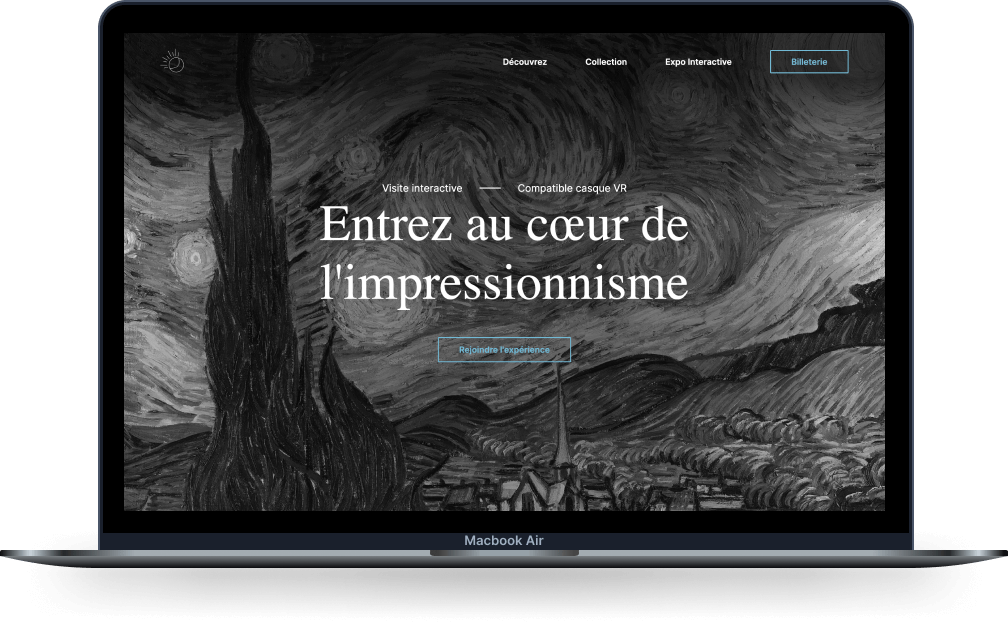 Découvrez Collection Expo Interactive Billeterie
Visite interactive — Compatible casque VR
Entrez au cœur de
l'impressionnisme
Rejoindre l'expérience
Macbook Air